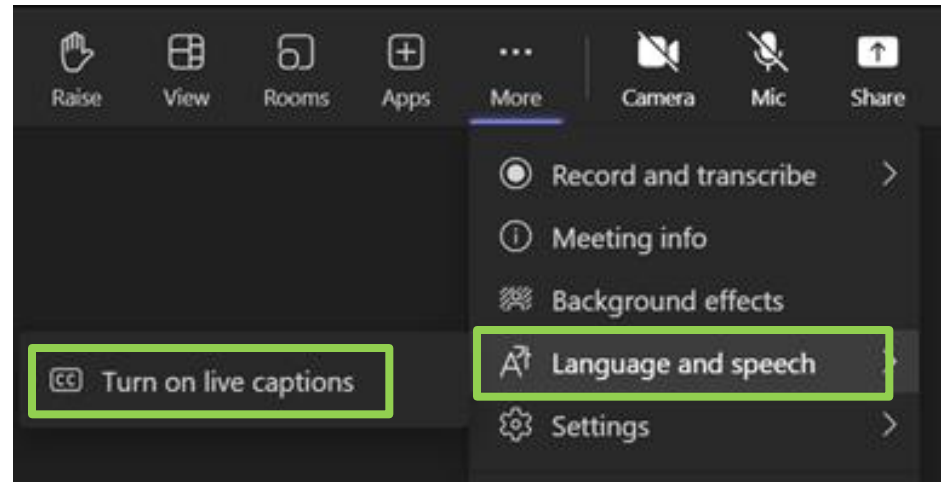 Raise View Rooms Apps More Camera Mic Share
Record and transcribe
Meeting info
Background effects
Language and speech
CC Turn on live captions
Settings